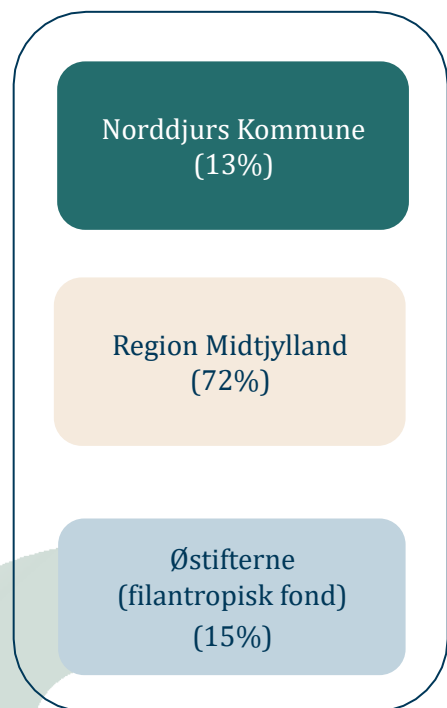 Norddjurs Kommune
(13%)
Region Midtjylland
(72%)
Østifterne
(filantropisk fond)
(15%)